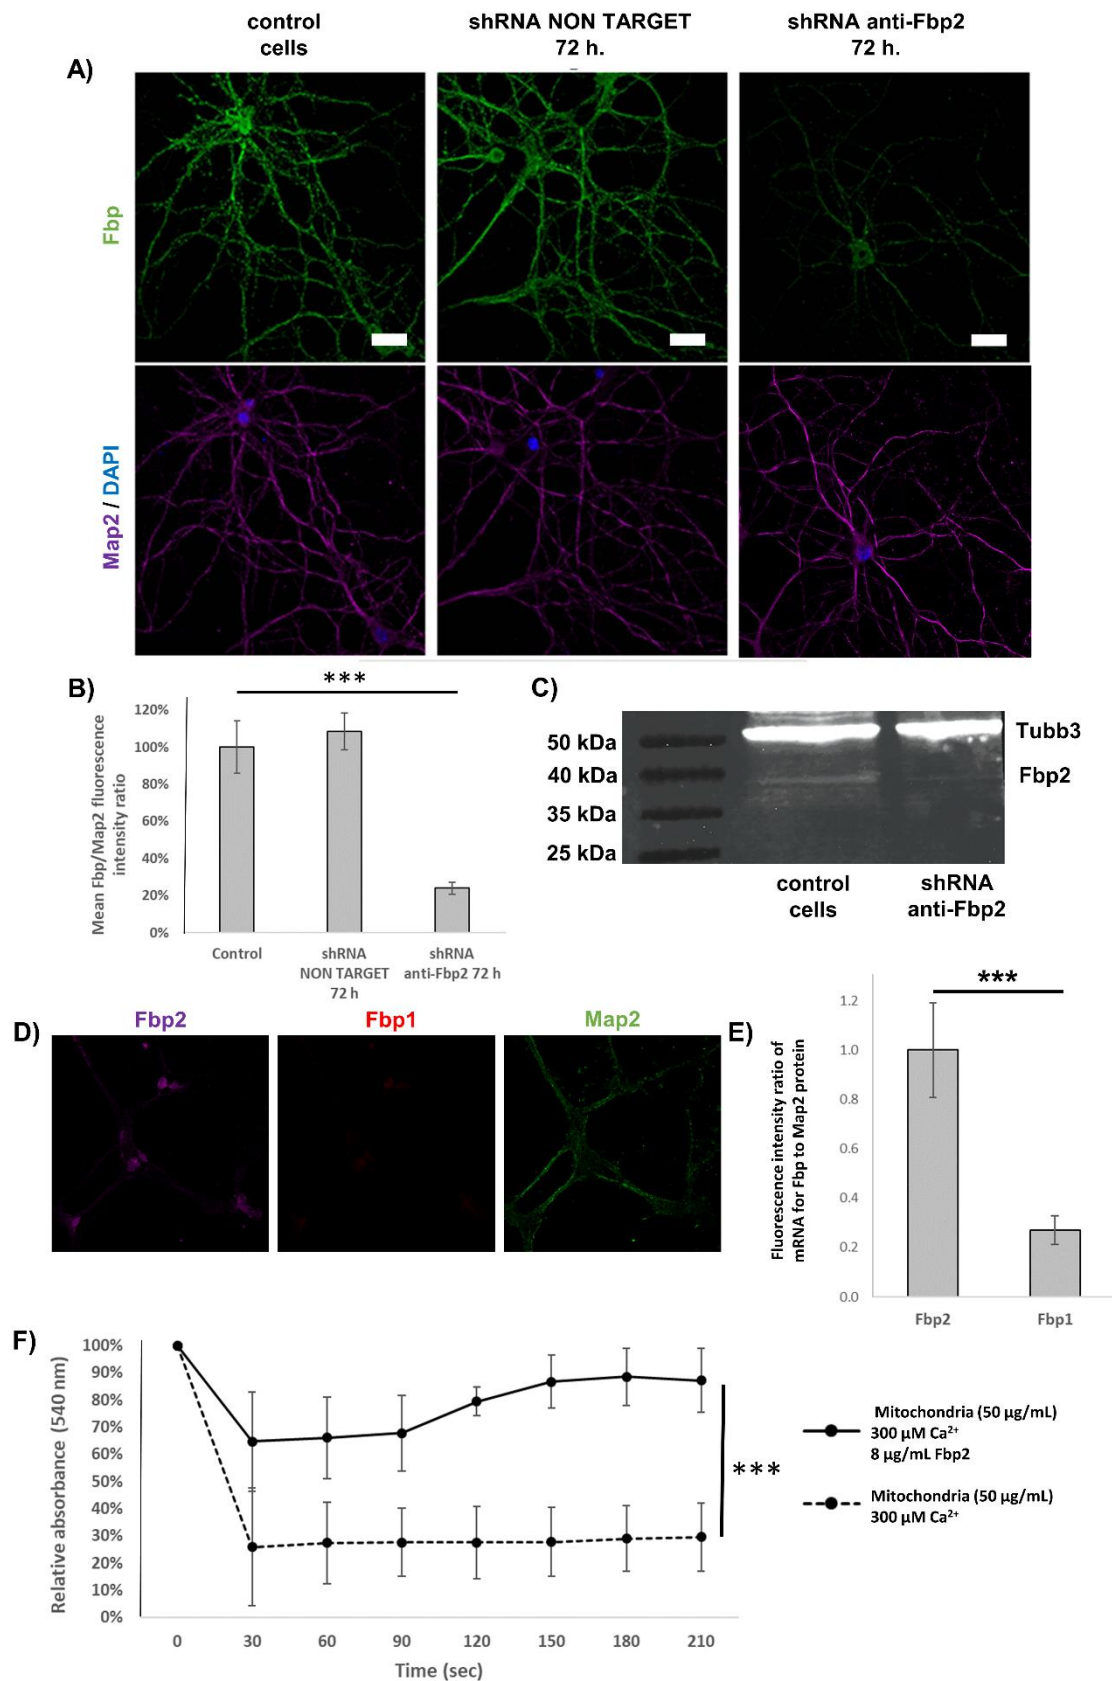 control
cells
shRNA NON TARGET
72 h.
shRNA anti-Fbp2
72 h.
A)
Fbp
Map2 / DAPI
B)
***
Mean Fbp/Map2 fluorescence
intensity ratio
120%
100%
80%
60%
40%
20%
0%
Control
shRNA
NON TARGET
72 h
shRNA
anti-Fbp2 72 h
C)
50 kDa
40 kDa
35 kDa
25 kDa
Tubb3
Fbp2
control
cells
shRNA
anti-Fbp2
D)
Fbp2
Fbp1
Map2
E)
***
Fluorescence intensity ratio of
mRNA for Fbp to Map2 protein
1.2
1.0
0.8
0.6
0.4
0.2
0.0
Fbp2
Fbp1
F)
Relative absorbance (540 nm)
100%
90%
80%
70%
60%
50%
40%
30%
20%
10%
0%
0
30
60
90
120
150
180
210
Time (sec)
***
Mitochondria (50 µg/mL)
300 µM Ca²⁺
8 µg/mL Fbp2
Mitochondria (50 µg/mL)
300 µM Ca²⁺